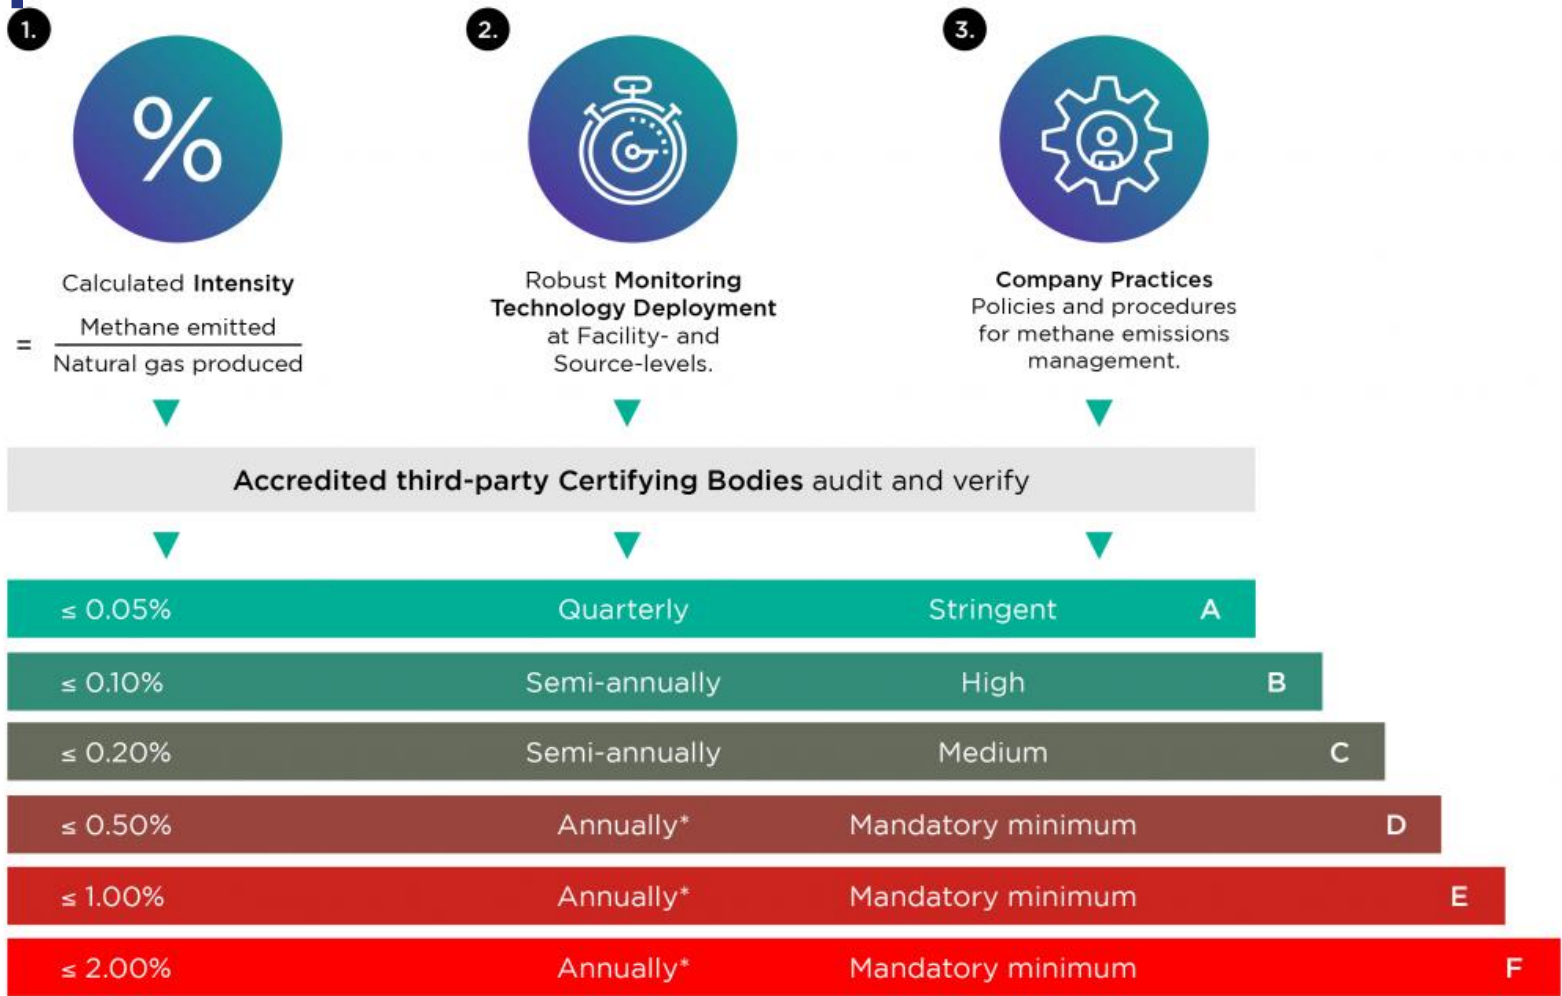 1.
2.
3.
%
Calculated Intensity
= Methane emitted
Natural gas produced
Robust Monitoring
Technology Deployment
at Facility- and
Source-levels.
Company Practices
Policies and procedures
for methane emissions
management.
Accredited third-party Certifying Bodies audit and verify
≤ 0.05% Quarterly Stringent A
≤ 0.10% Semi-annually High B
≤ 0.20% Semi-annually Medium C
≤ 0.50% Annually* Mandatory minimum D
≤ 1.00% Annually* Mandatory minimum E
≤ 2.00% Annually* Mandatory minimum F